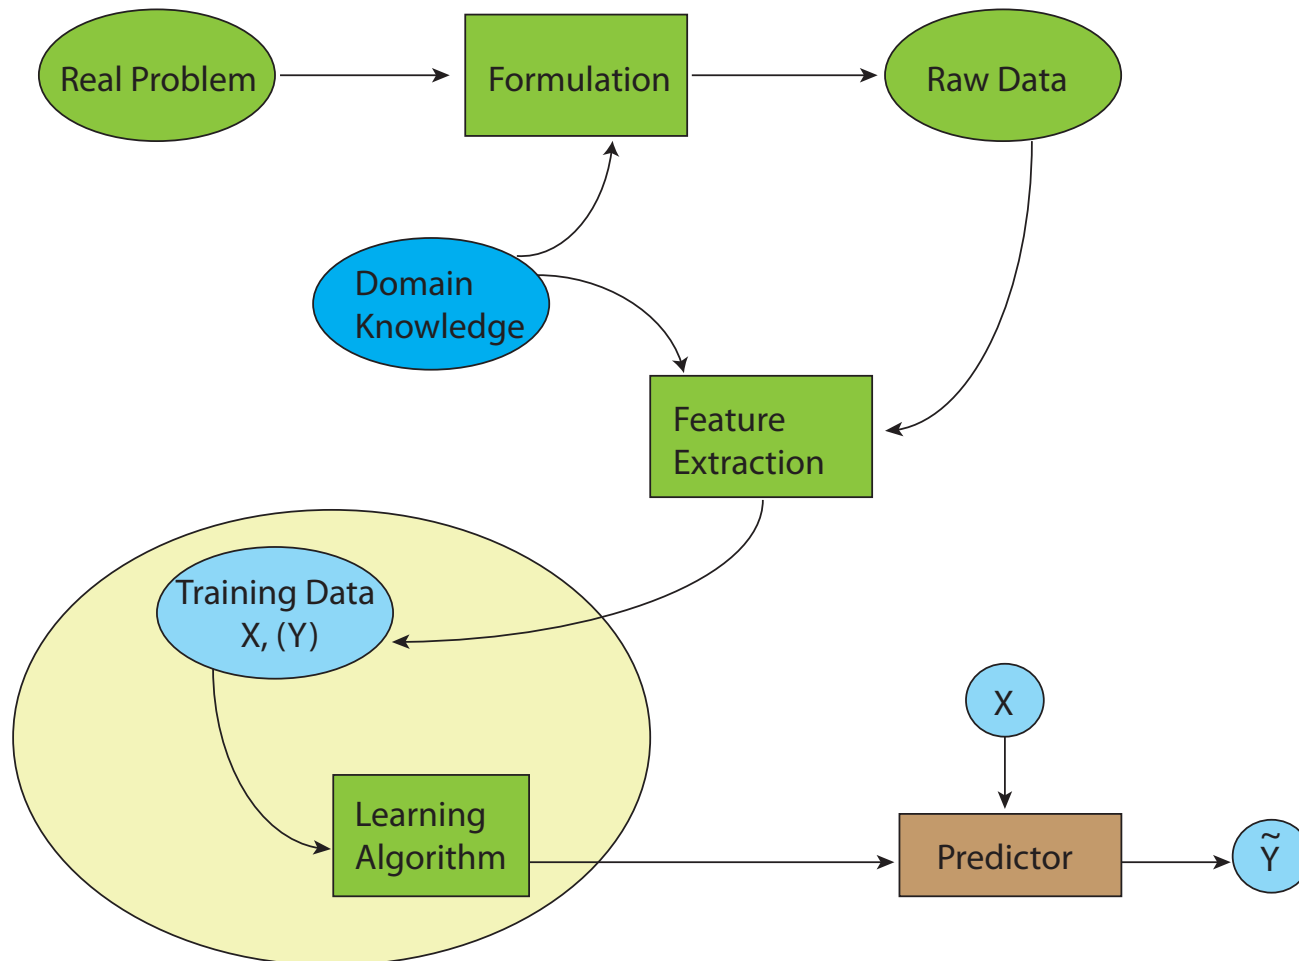 Real Problem
Formulation
Raw Data
Domain
Knowledge
Feature
Extraction
Training Data
X, (Y)
Learning
Algorithm
X
Predictor
Ỹ